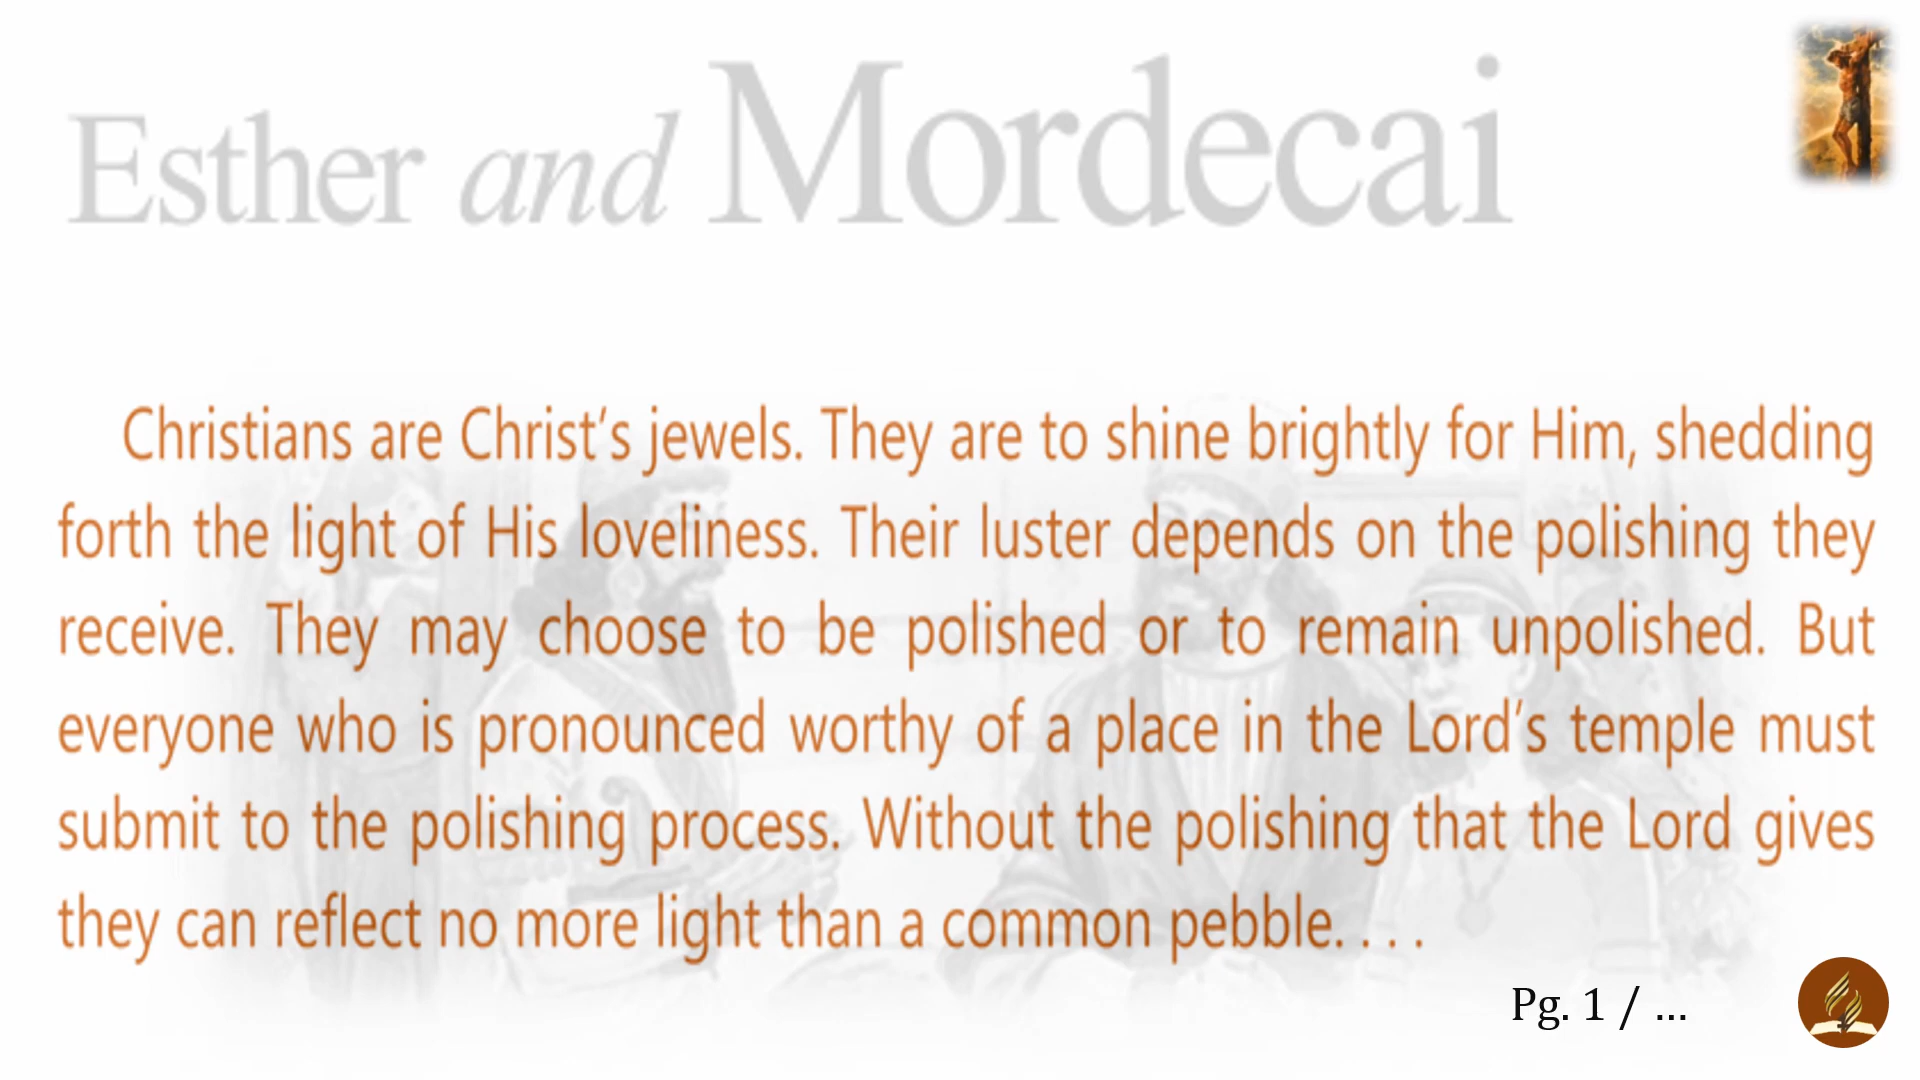 Esther and Mordecai
Christians are Christ’s jewels. They are to shine brightly for Him, shedding
forth the light of His loveliness. Their luster depends on the polishing they
receive. They may choose to be polished or to remain unpolished. But
everyone who is pronounced worthy of a place in the Lord’s temple must
submit to the polishing process. Without the polishing that the Lord gives
they can reflect no more light than a common pebble. . . .
Pg. 1 / ...